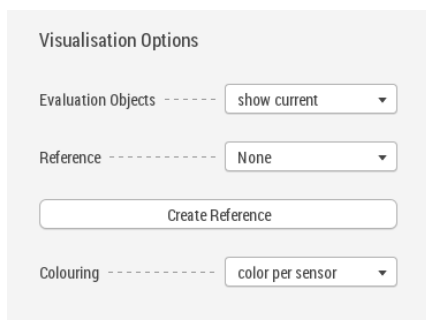 Visualisation Options
Evaluation Objects show current
Reference None
Create Reference
Colouring color per sensor